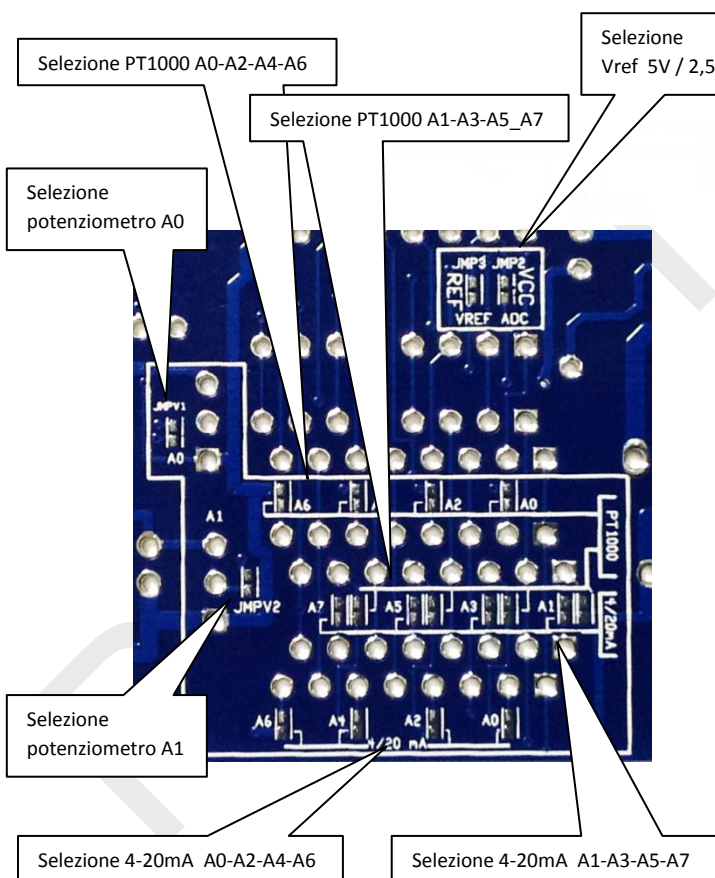 Selezione
Vref 5V / 2,5
Selezione PT1000 A0-A2-A4-A6
Selezione PT1000 A1-A3-A5_A7
Selezione
potenziometro A0
JMP3 JMP2
REF
VCC
VREF ADC
JMPV1
A0
A6
A2
A0
PT1000
A1
JMPV2
A7
A5
A3
A1
4/20mA
A6
A4
A2
A0
4/20 mA
Selezione
potenziometro A1
Selezione 4-20mA A0-A2-A4-A6
Selezione 4-20mA A1-A3-A5-A7